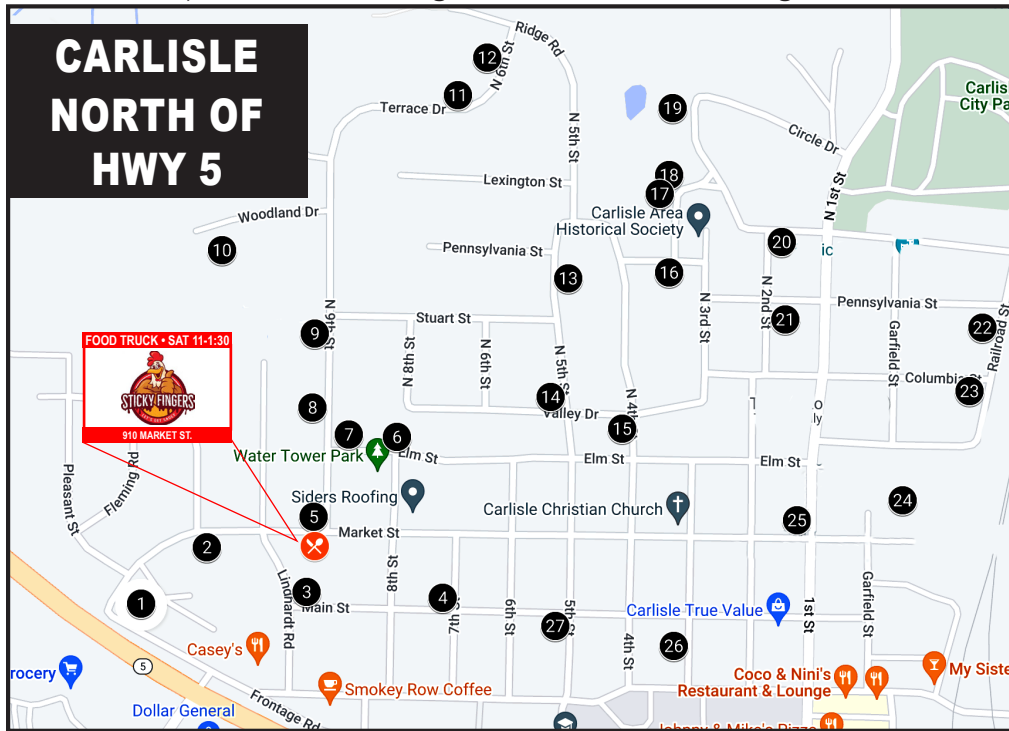 CARLISLE
NORTH OF
HWY 5
Ridge Rd
12
N 6th St
11
Terrace Dr
19
N 5th St
Circle Dr
Carlis
City Pa
Lexington St
18
17
N 1st St
Woodland Dr
Carlisle Area
Historical Society
10
Pennsylvania St
20
ic
13
16
N 9th St
N 3rd St
N 2nd St
Pennsylvania St
Stuart St
9
21
22
Railroad St
FOOD TRUCK • SAT 11-1:30
STICKY FINGERS
910 MARKET ST.
N 8th St
N 6th St
N 5th St
Garfield St
Columbia St
23
8
14
Valley Dr
N 4th
15
7
6
Water Tower Park
Elm St
Elm St
Elm St
Pleasant St
Fleming Rd
Siders Roofing
Carlisle Christian Church
24
5
25
Market St
2
8th St
Lindhardt Rd
1
3
Main St
4
7th
6th St
5th St
27
4th St
Carlisle True Value
1st St
Garfield St
26
Casey's
5
rocery
Smokey Row Coffee
Coco & Nini's
Restaurant & Lounge
My Siste
Frontage Rd
Dollar General
Johnny & Mike's Pizz